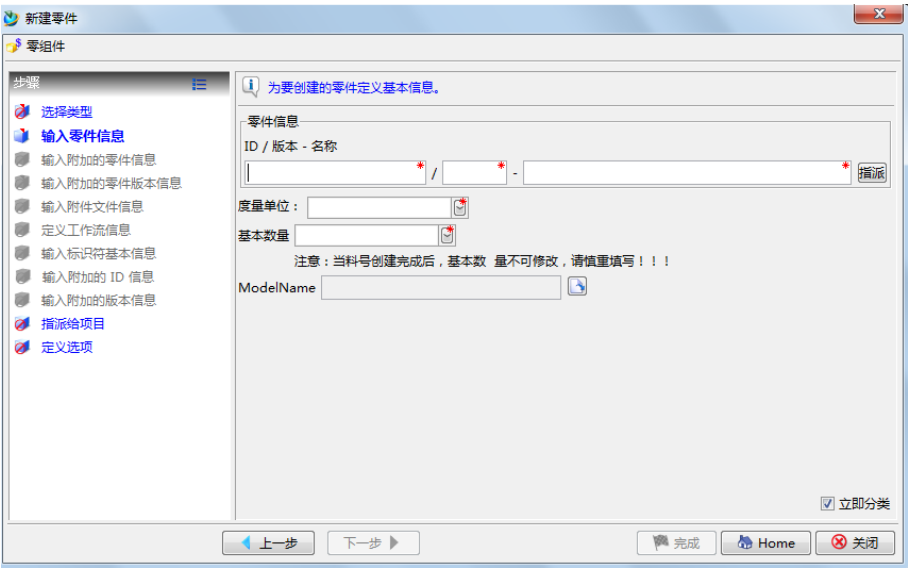 新建零件
零组件
步骤
选择类型
输入零件信息
输入附加的零件信息
输入附加的零件版本信息
输入附件文件信息
定义工作流信息
输入标识符基本信息
输入附加的 ID 信息
输入附加的版本信息
指派给项目
定义选项
为要创建的零件定义基本信息。
零件信息
ID / 版本 - 名称
* / * - * 指派
度量单位： *
基本数量 *
注意：当料号创建完成后，基本数 量不可修改，请慎重填写！！！
ModelName
立即分类
上一步 下一步 完成 Home 关闭